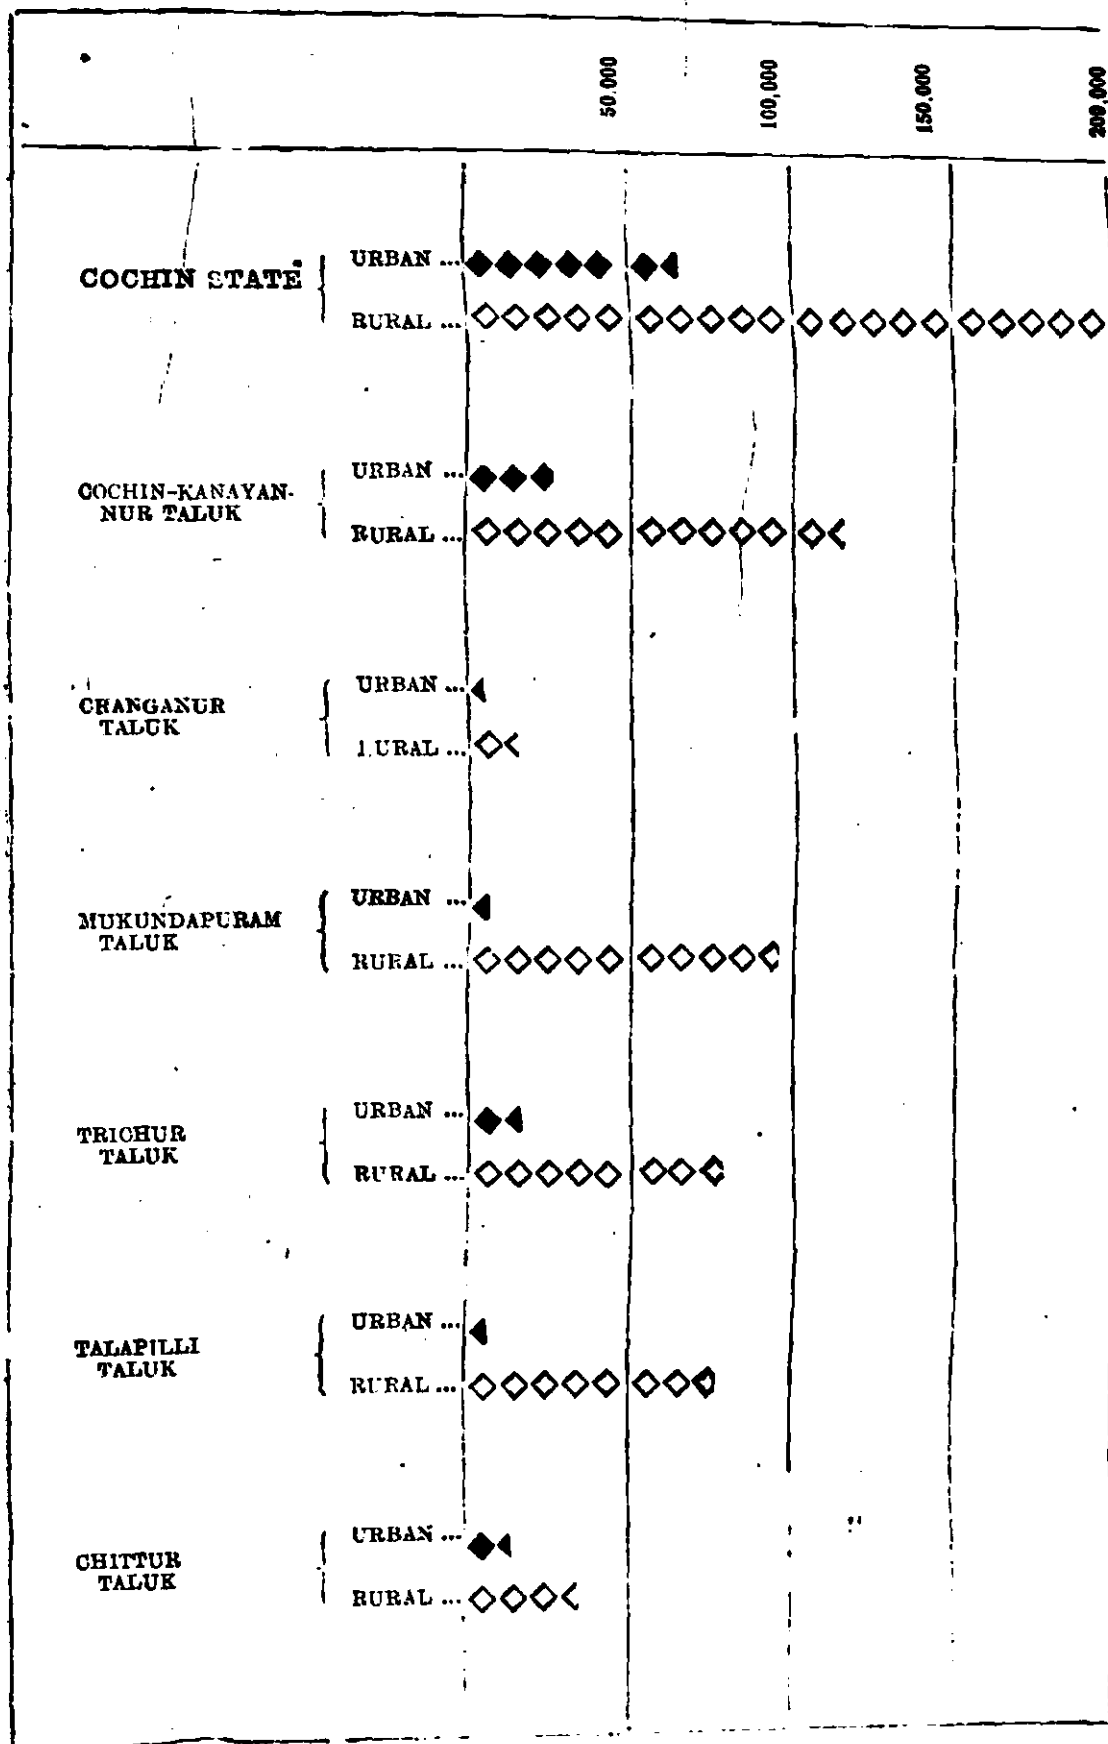 50,000
100,000
150,000
200,000
COCHIN STATE
URBAN ...
RURAL ...
COCHIN-KANAYAN-
NUR TALUK
URBAN ...
RURAL ...
CRANGANUR
TALUK
URBAN ...
RURAL ...
MUKUNDAPURAM
TALUK
URBAN ...
RURAL ...
TRICHUR
TALUK
URBAN ...
RURAL ...
TALAPILLI
TALUK
URBAN ...
RURAL ...
CHITTUR
TALUK
URBAN ...
RURAL ...